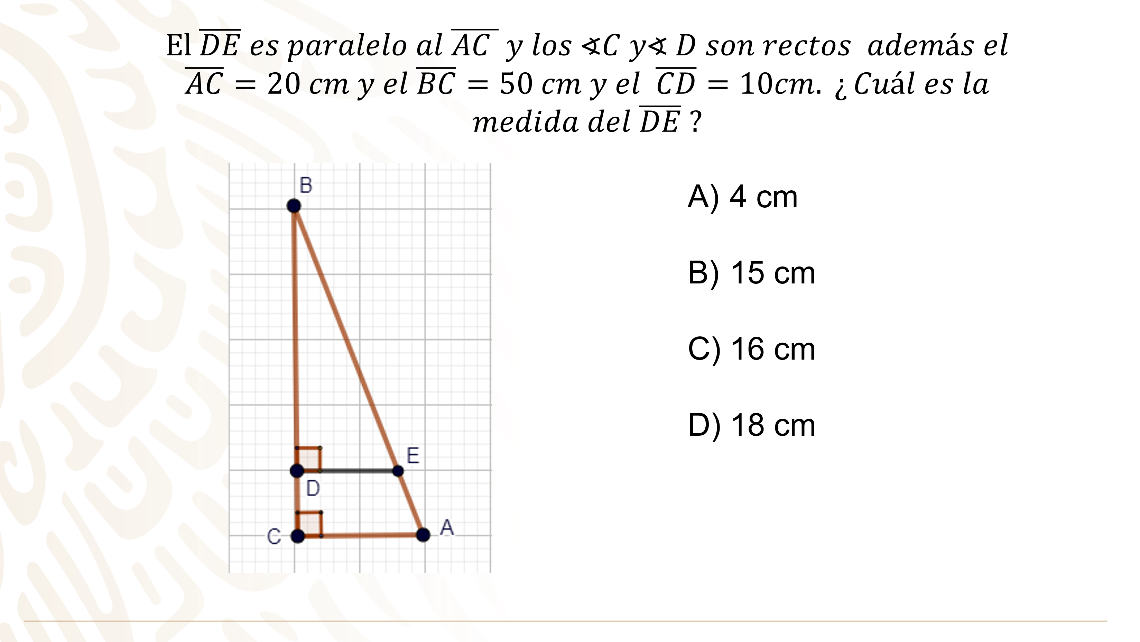 El DE es paralelo al AC y los ∢C y∢ D son rectos además el
AC = 20 cm y el BC = 50 cm y el CD = 10cm. ¿ Cuál es la
medida del DE ?
B
A) 4 cm
B) 15 cm
C) 16 cm
D) 18 cm
E
D
C
A